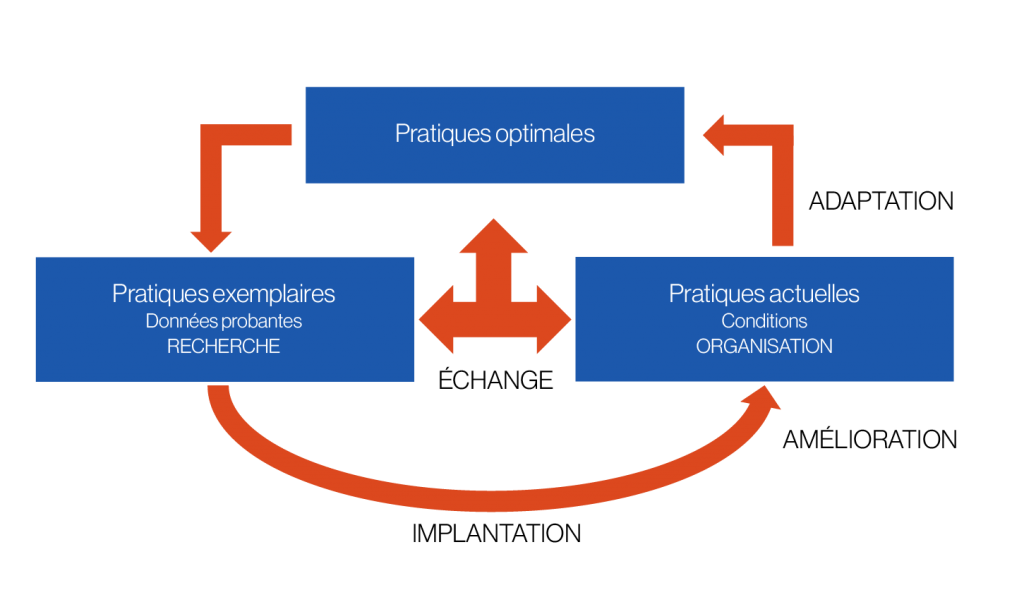 Pratiques optimales
ADAPTATION
Pratiques exemplaires
Données probantes
RECHERCHE
Pratiques actuelles
Conditions
ORGANISATION
ÉCHANGE
AMÉLIORATION
IMPLANTATION